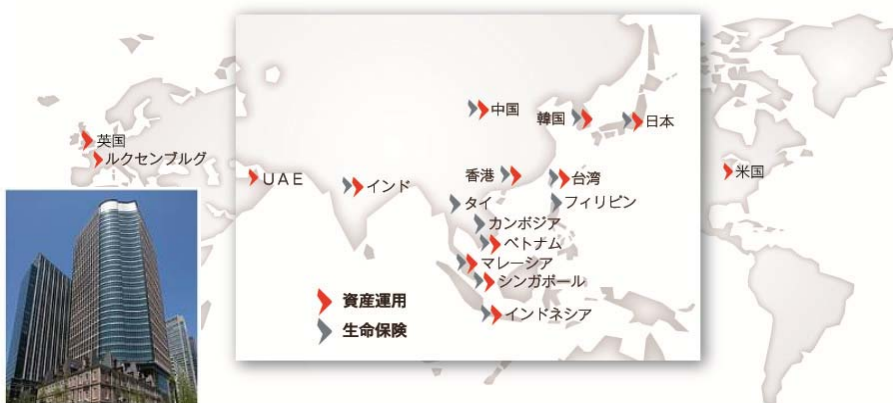 英国
ルクセンブルグ
UAE
インド
中国
韓国
日本
香港
台湾
タイ
フィリピン
カンボジア
ベトナム
マレーシア
シンガポール
インドネシア
米国
資産運用
生命保険